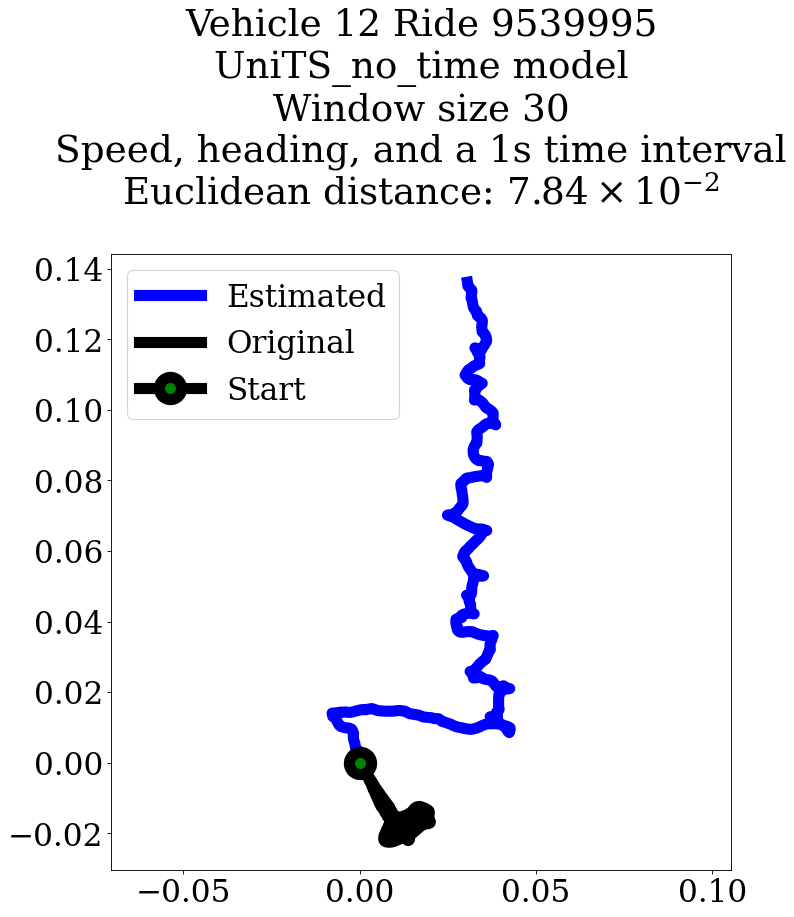 Vehicle 12 Ride 9539995
UniTS_no_time model
Window size 30
Speed, heading, and a 1s time interval
Euclidean distance: 7.84 × 10⁻²
Estimated
Original
Start
0.14
0.12
0.10
0.08
0.06
0.04
0.02
0.00
−0.02
−0.05 0.00 0.05 0.10